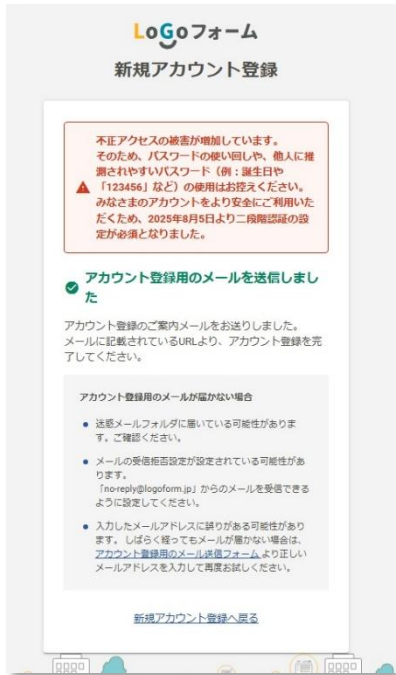 LoGoフォーム
新規アカウント登録
不正アクセスの被害が増加しています。
そのため、パスワードの使い回しや、他人に推
測されやすいパスワード（例：誕生日や
「123456」など）の使用はお控えください。
みなさまのアカウントをより安全にご利用いた
だくため、2025年8月5日より二段階認証の設
定が必須となりました。
アカウント登録用のメールを送信しまし
た
アカウント登録のご案内メールをお送りしました。
メールに記載されているURLより、アカウント登録を完
了してください。
アカウント登録用のメールが届かない場合
迷惑メールフォルダに届いている可能性がありま
す。ご確認ください。
メールの受信拒否設定が設定されている可能性があ
ります。
「no-reply@logoform.jp」からのメールを受信できる
ように設定してください。
入力したメールアドレスに誤りがある可能性があり
ます。しばらく経ってもメールが届かない場合は、
アカウント登録用のメール送信フォームより正しい
メールアドレスを入力して再度お試しください。
新規アカウント登録へ戻る